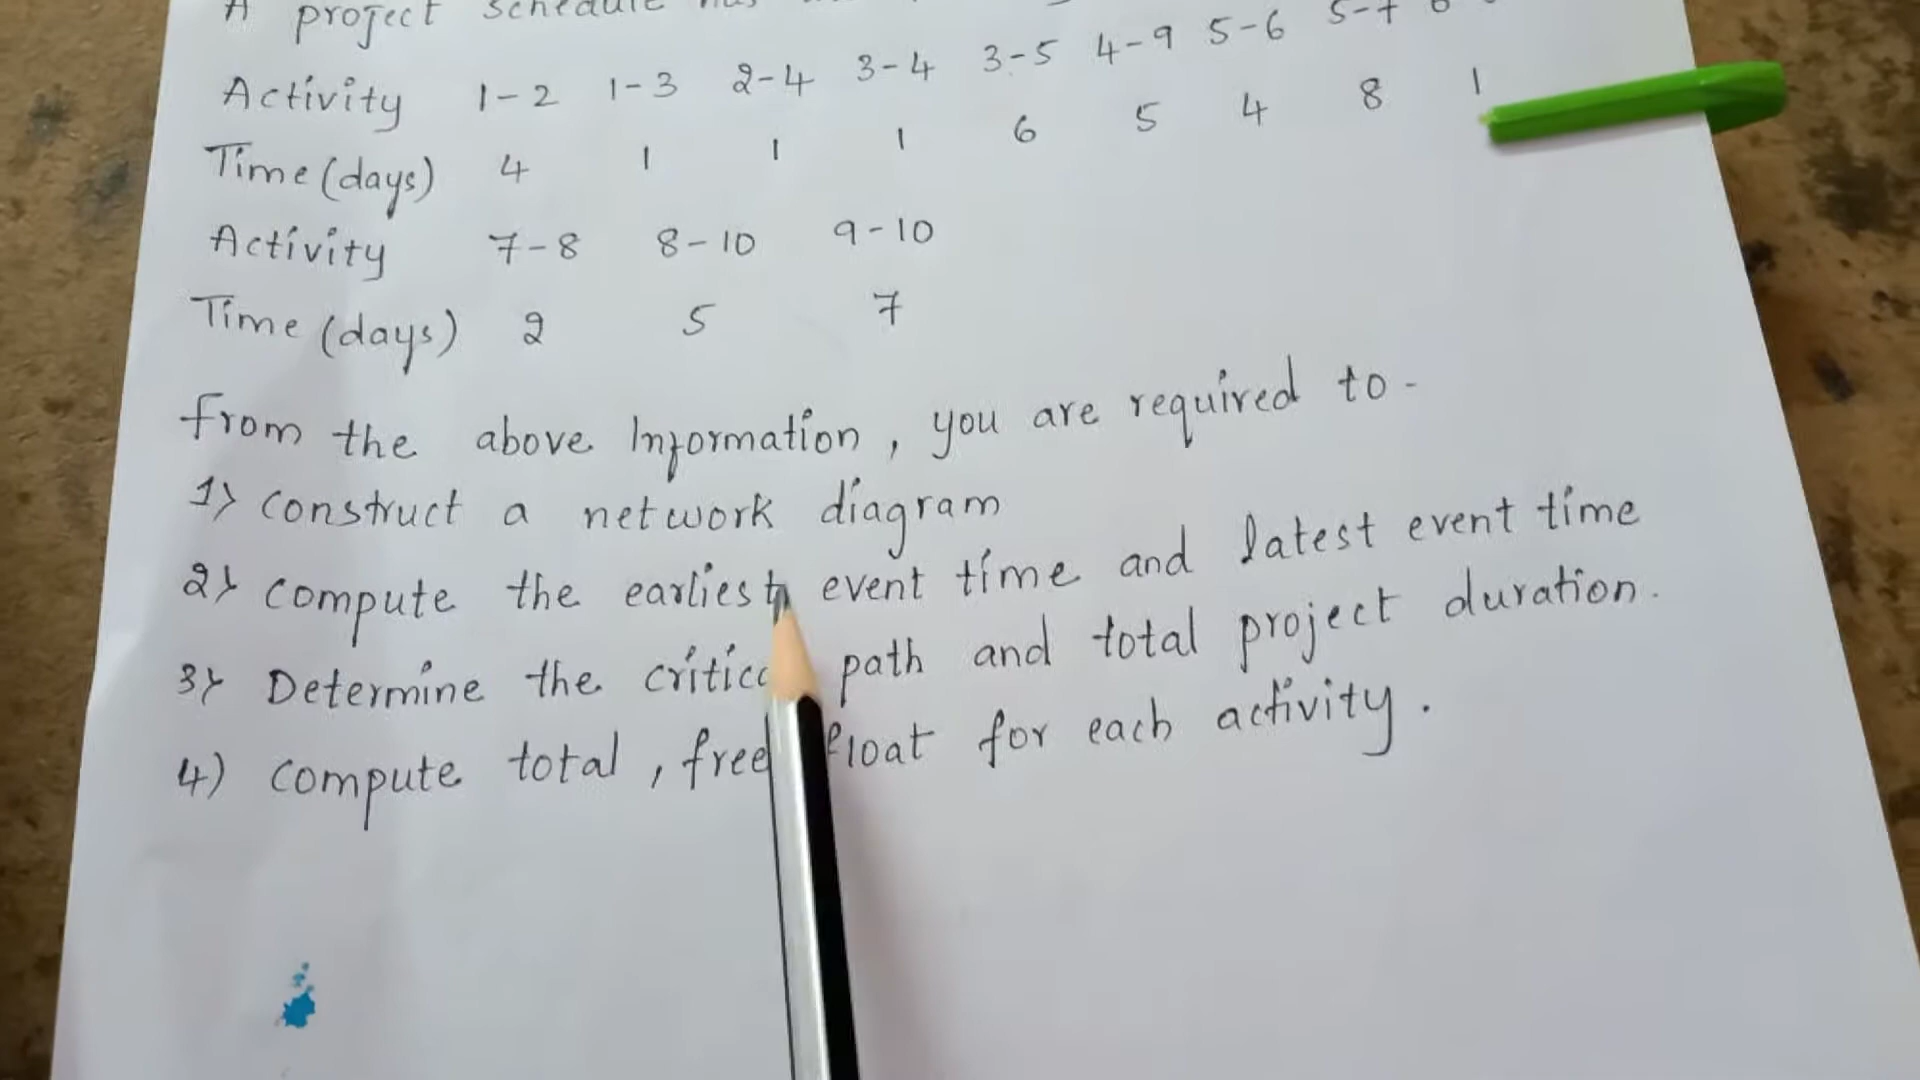 A project schedule has
Activity 1-2 1-3 2-4 3-4 3-5 4-9 5-6 5-7
Time (days) 4 1 1 1 6 5 4 8 1
Activity 7-8 8-10 9-10
Time (days) 2 5 7
from the above Information, you are required to -
1) construct a network diagram
2) compute the earliest event time and latest event time
3) Determine the path and total project duration.
4) compute total, free float for each activity.